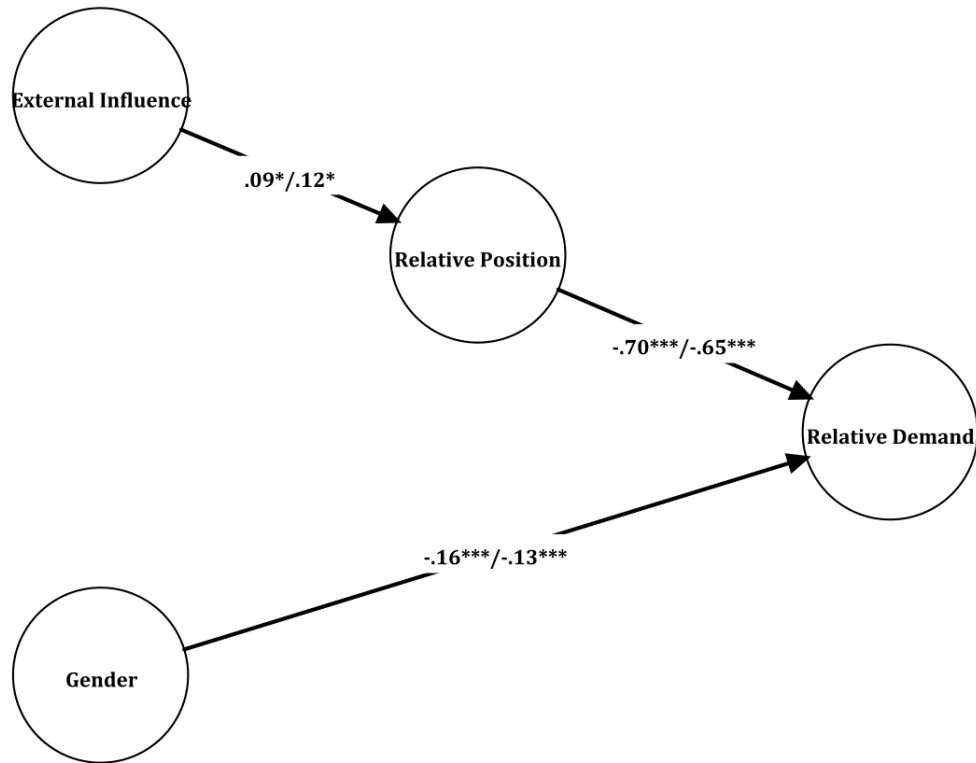 External Influence
.09*/.12*
Relative Position
-.70***/-.65***
Relative Demand
-.16***/-.13***
Gender